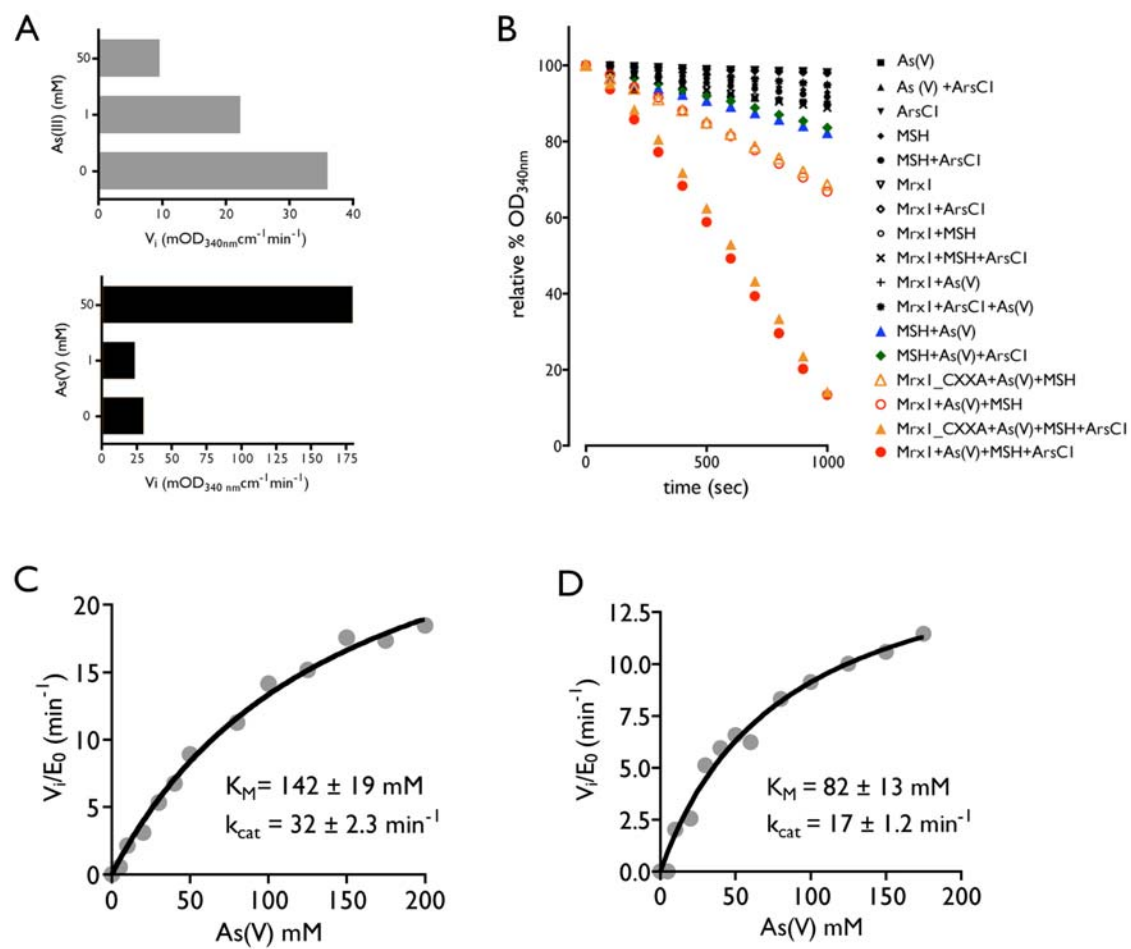 A
As(III) (mM)
50
1
0
0 10 20 30 40
Vi (mOD340nmcm-1min-1)
As(V) (mM)
50
1
0
0 25 50 75 100 125 150 175
Vi (mOD340 nmcm-1min-1)
B
relative % OD340nm
100
80
60
40
20
0
0 500 1000
time (sec)
As(V)
As (V) +ArsC1
ArsC1
MSH
MSH+ArsC1
Mrx1
Mrx1+ArsC1
Mrx1+MSH
Mrx1+MSH+ArsC1
Mrx1+As(V)
Mrx1+ArsC1+As(V)
MSH+As(V)
MSH+As(V)+ArsC1
Mrx1_CXXA+As(V)+MSH
Mrx1+As(V)+MSH
Mrx1_CXXA+As(V)+MSH+ArsC1
Mrx1+As(V)+MSH+ArsC1
C
Vi/E0 (min-1)
20
15
10
5
0
KM = 142 ± 19 mM
kcat = 32 ± 2.3 min-1
0 50 100 150 200
As(V) mM
D
Vi/E0 (min-1)
12.5
10.0
7.5
5.0
2.5
0.0
KM = 82 ± 13 mM
kcat = 17 ± 1.2 min-1
0 50 100 150 200
As(V) mM